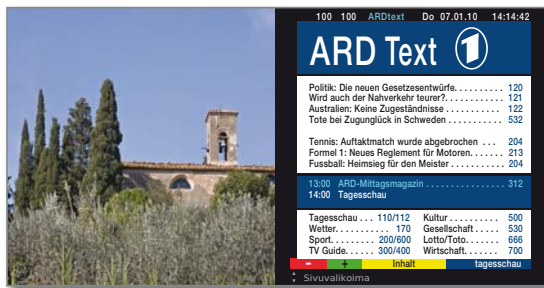 100 100 ARDtext Do 07.01.10 14:14:42
ARD Text 1
Politik: Die neuen Gesetzesentwürfe. . . . . . . . . . 120
Wird auch der Nahverkehr teurer?. . . . . . . . . . . . 121
Australien: Keine Zugeständnisse . . . . . . . . . . . . 122
Tote bei Zugunglück in Schweden . . . . . . . . . . . 532
Tennis: Auftaktmatch wurde abgebrochen . . . 204
Formel 1: Neues Reglement für Motoren. . . . . . . 213
Fussball: Heimsieg für den Meister . . . . . . . . . . . 204
13:00 ARD-Mittagsmagazin . . . . . . . . . . . . . . . . 312
14:00 Tagesschau
Tagesschau . . . 110/112 Kultur . . . . . . . . . . 500
Wetter. . . . . . . . . . . 170 Gesellschaft . . . . . 530
Sport. . . . . . . . . 200/600 Lotto/Toto. . . . . . . 666
TV Guide. . . . . . 300/400 Wirtschaft. . . . . . . 700
- + Inhalt tagesschau
Sivuvalikoima